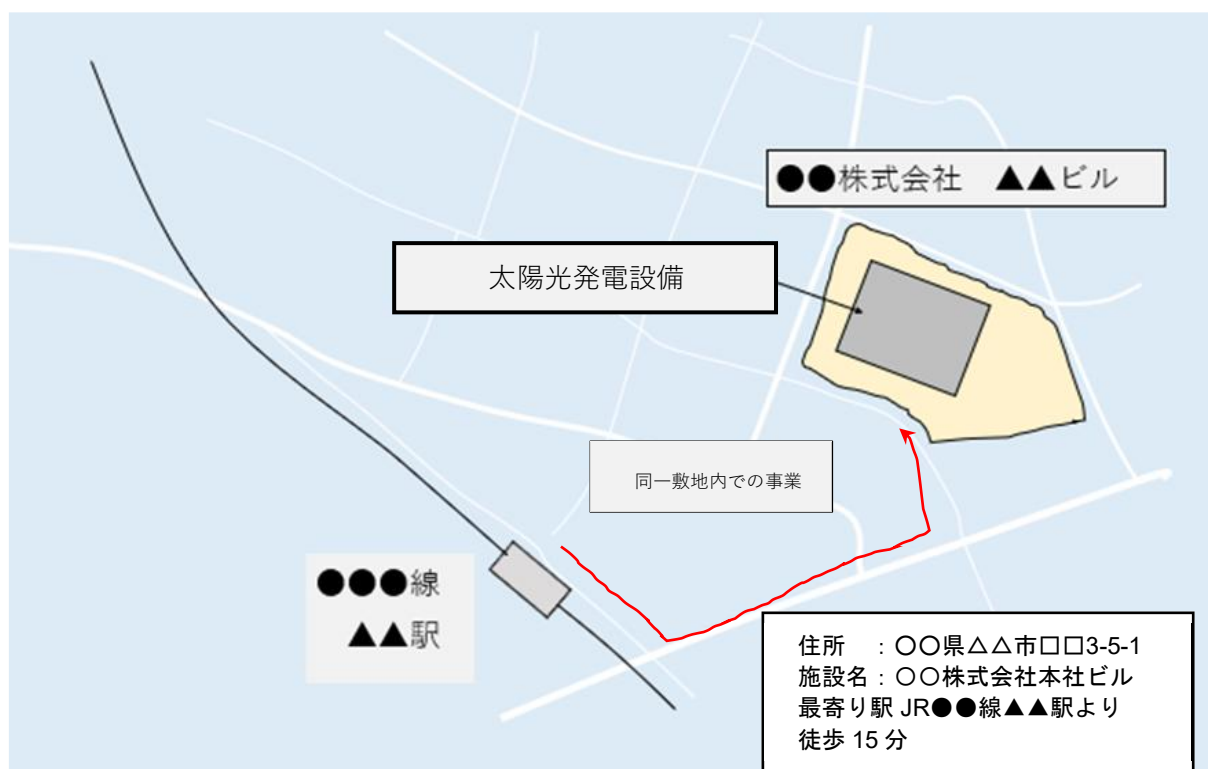 ●●株式会社　▲▲ビル
太陽光発電設備
同一敷地内での事業
●●●線
▲▲駅
住所　：〇〇県△△市□□3-5-1
施設名：〇〇株式会社本社ビル
最寄り駅 JR●●線▲▲駅より
徒歩 15 分